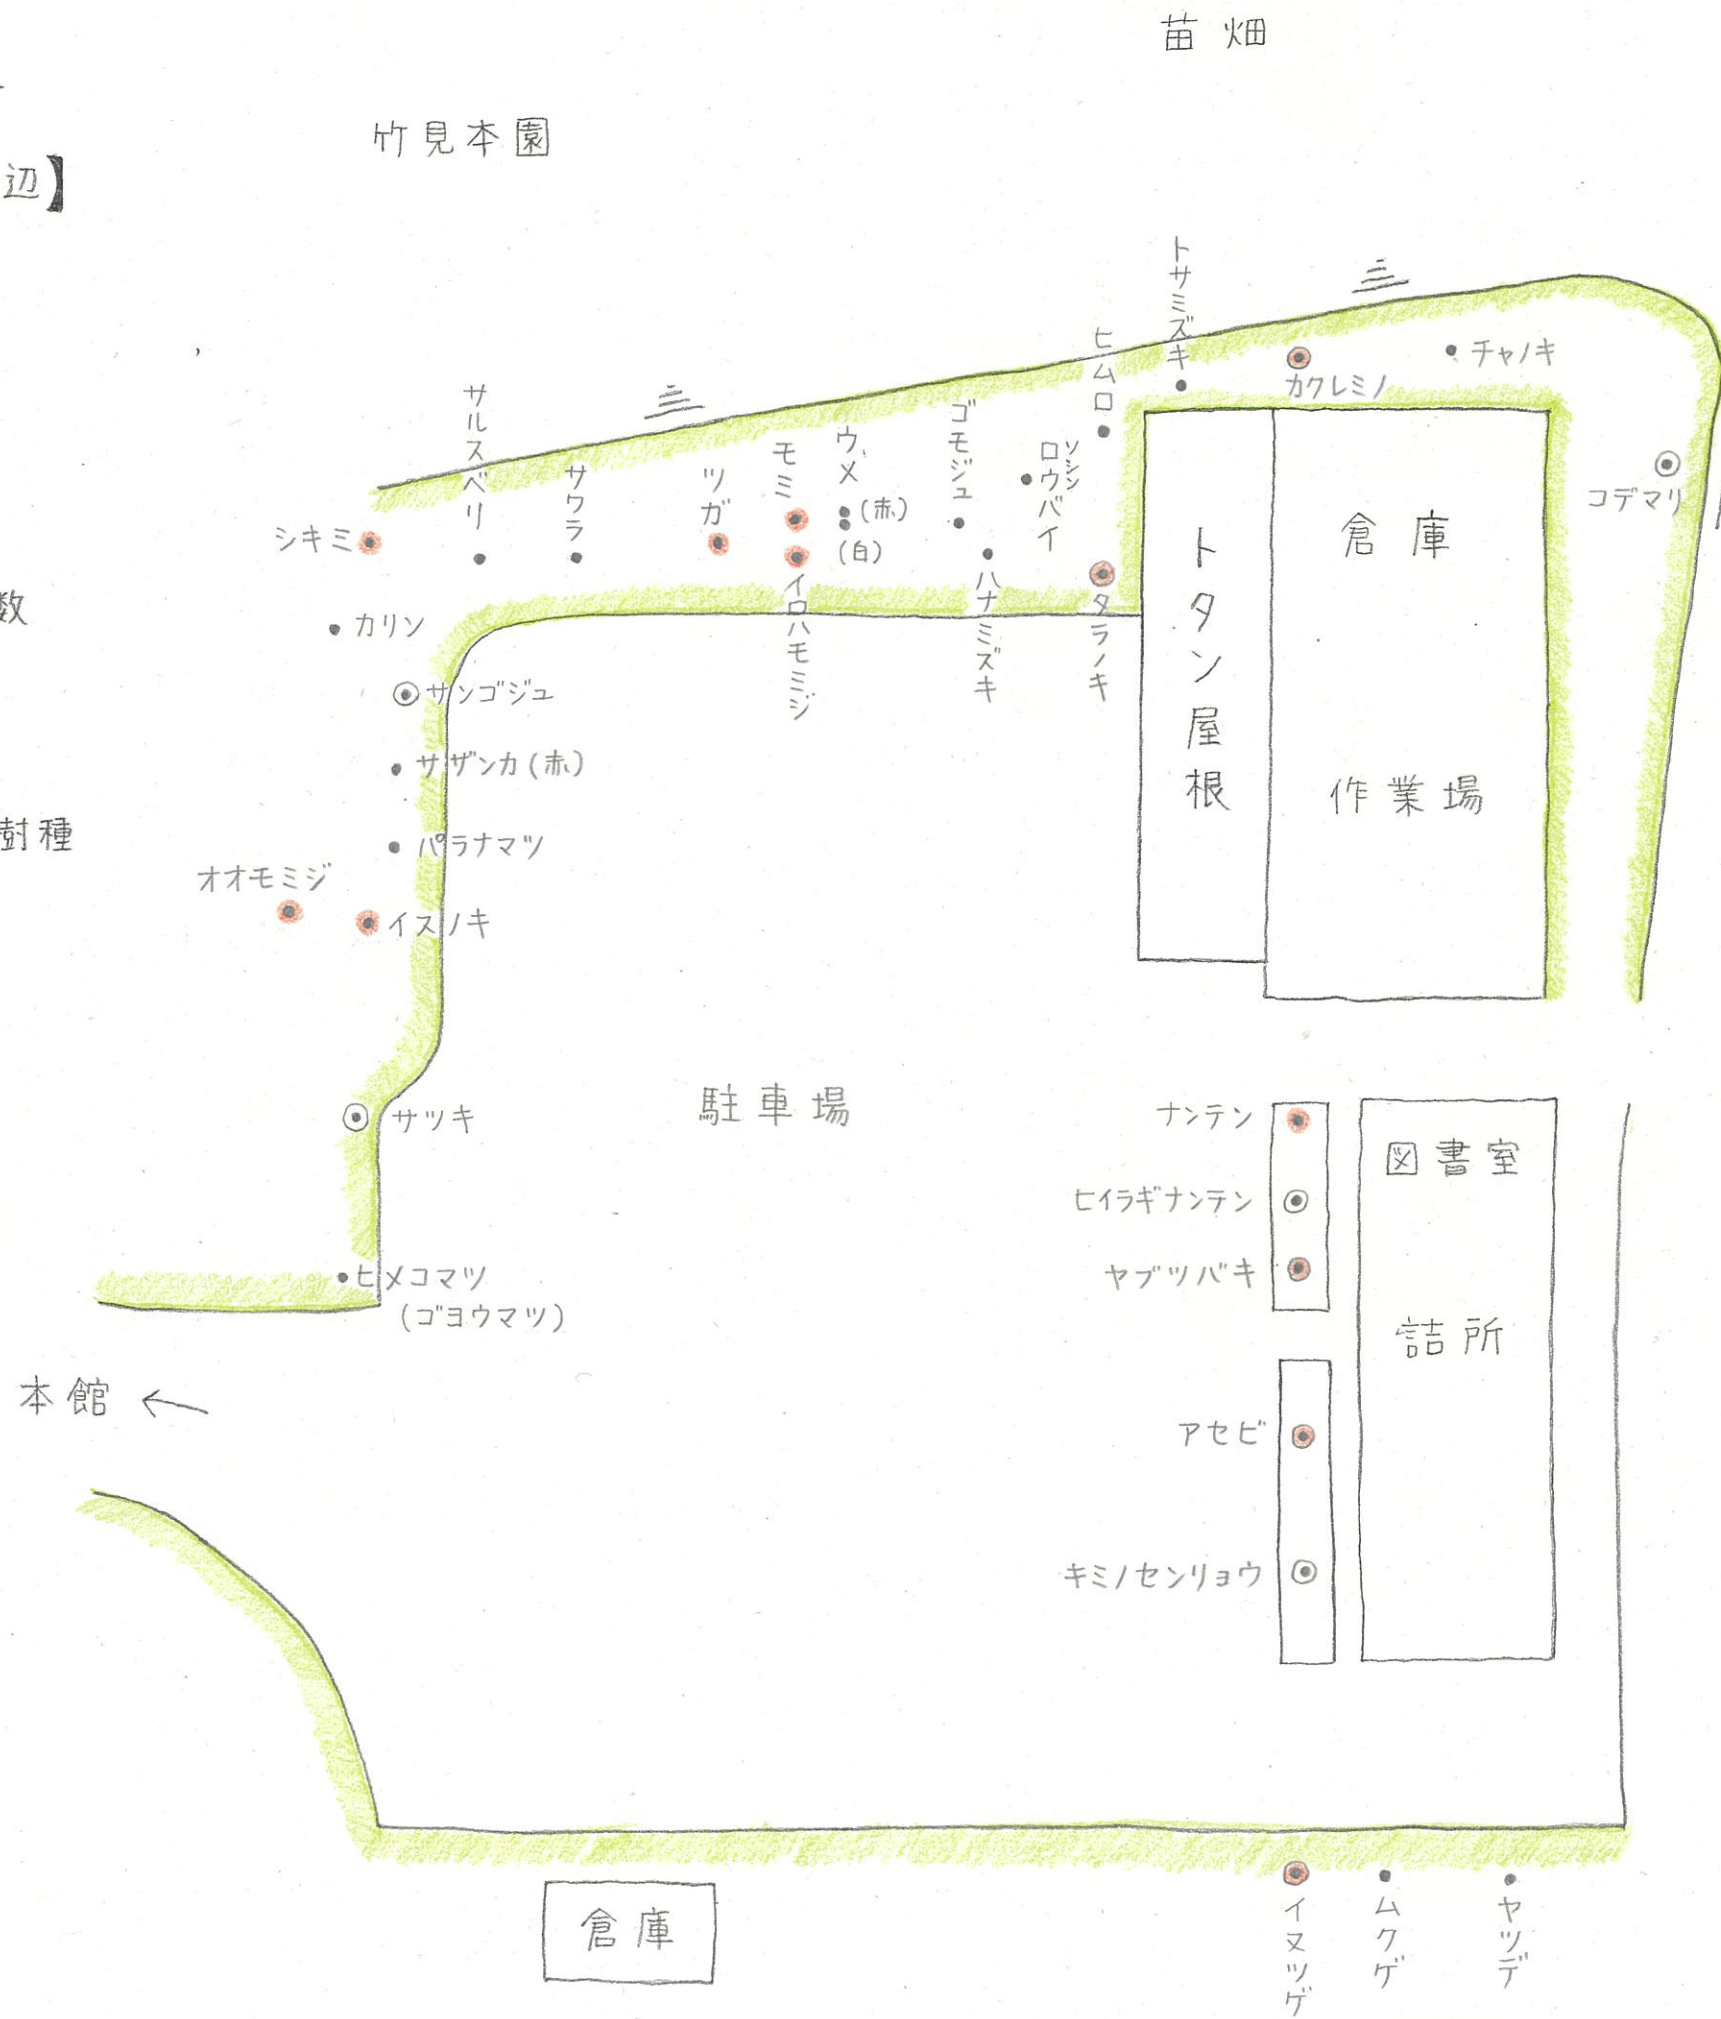 苗畑
竹見本園
辺】
数
樹種
トサミズキ
ヒムロ
チャノキ
カクレミノ
コデマリ
サルスベリ
サワラ
ツガ
モミ
ウメ
(赤)
(白)
ゴモジュ
ソシン
ロウバイ
シキミ
イロハモミジ
ハナミズキ
タラノキ
カリン
サンゴジュ
サザンカ(赤)
パラナマツ
オオモミジ
イスノキ
トタン屋根
倉庫
作業場
サツキ
駐車場
ナンテン
ヒイラギナンテン
ヤブツバキ
図書室
詰所
ヒメコマツ
(ゴヨウマツ)
本館 ←
アセビ
キミノセンリョウ
倉庫
イヌツゲ
ムクゲ
ヤツデ